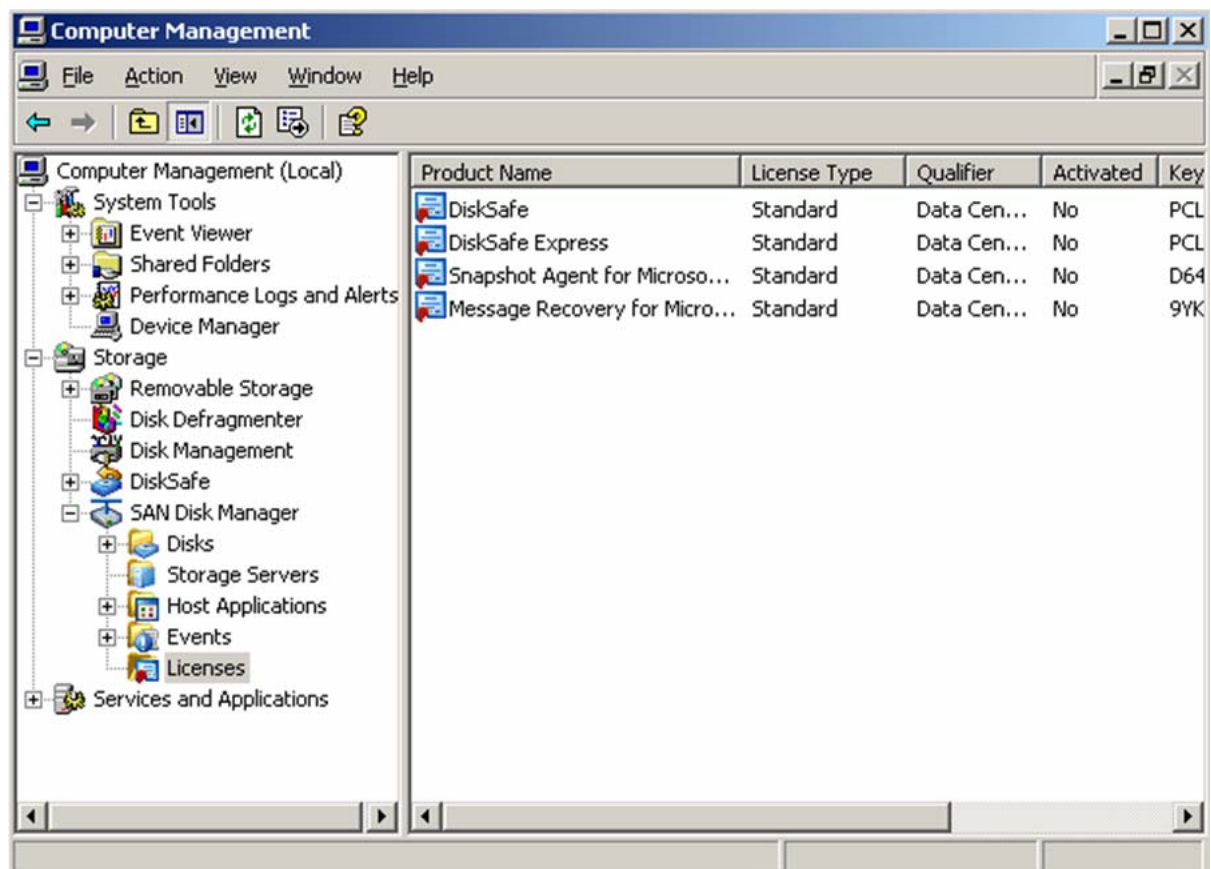 Computer Management
File Action View Window Help
Computer Management (Local)
System Tools
Event Viewer
Shared Folders
Performance Logs and Alerts
Device Manager
Storage
Removable Storage
Disk Defragmenter
Disk Management
DiskSafe
SAN Disk Manager
Disks
Storage Servers
Host Applications
Events
Licenses
Services and Applications
Product Name License Type Qualifier Activated Key
DiskSafe Standard Data Cen... No PCL
DiskSafe Express Standard Data Cen... No PCL
Snapshot Agent for Microso... Standard Data Cen... No D64
Message Recovery for Micro... Standard Data Cen... No 9YK